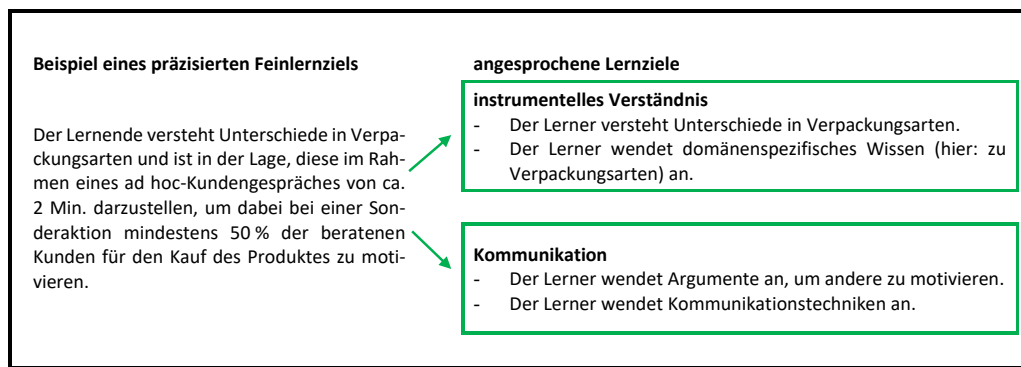 Beispiel eines präzisierten Feinlernziels
Der Lernende versteht Unterschiede in Verpa-
ckungsarten und ist in der Lage, diese im Rah-
men eines ad hoc-Kundengespräches von ca.
2 Min. darzustellen, um dabei bei einer Son-
deraktion mindestens 50 % der beratenen
Kunden für den Kauf des Produktes zu moti-
vieren.
angesprochene Lernziele
instrumentelles Verständnis
- Der Lerner versteht Unterschiede in Verpackungsarten.
- Der Lerner wendet domänenspezifisches Wissen (hier: zu
Verpackungsarten) an.
Kommunikation
- Der Lerner wendet Argumente an, um andere zu motivieren.
- Der Lerner wendet Kommunikationstechniken an.